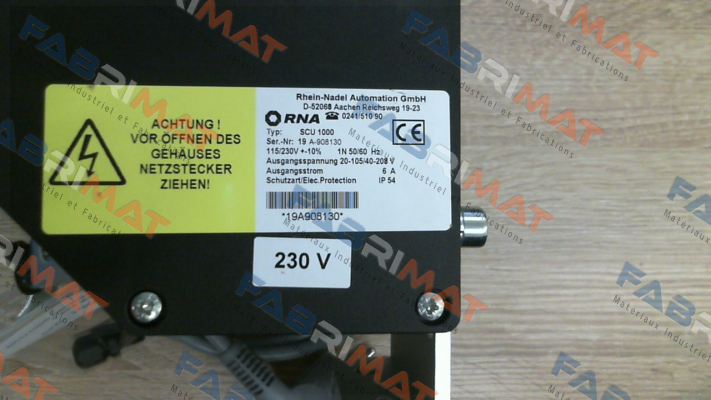 ACHTUNG !
VOR ÖFFNEN DES
GEHÄUSES
NETZSTECKER
ZIEHEN!
Rhein-Nadel Automation GmbH
D-52068 Aachen Reichsweg 19-23
RNA ☎ 0241/510 90
Typ: SCU 1000
Ser.-Nr: 19 A-908130
115/230V +-10% 1N 50/60 Hz
Ausgangsspannung 20-105/40-208 V
Ausgangsstrom 6 A
Schutzart/Elec.Protection IP 54
CE
*19A908130*
230 V
FABRIMAT
Matériaux Industriel et Fabrications